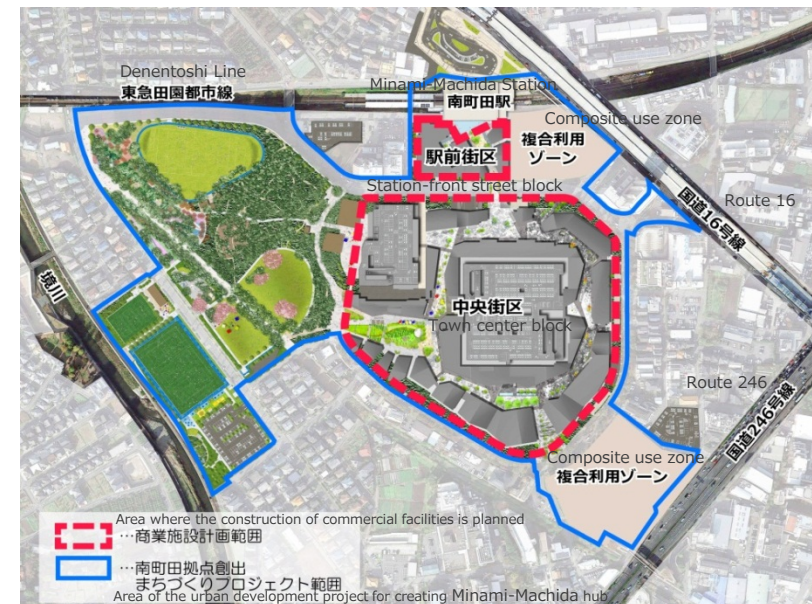 Denentoshi Line
東急田園都市線
Minami-Machida Station
南町田駅
Composite use zone
複合利用
ゾーン
駅前街区
Station-front street block
Route 16
国道16号線
境川
中央街区
Town center block
Route 246
国道246号線
Composite use zone
複合利用ゾーン
Area where the construction of commercial facilities is planned
…商業施設計画範囲
…南町田拠点創出
まちづくりプロジェクト範囲
Area of the urban development project for creating Minami-Machida hub